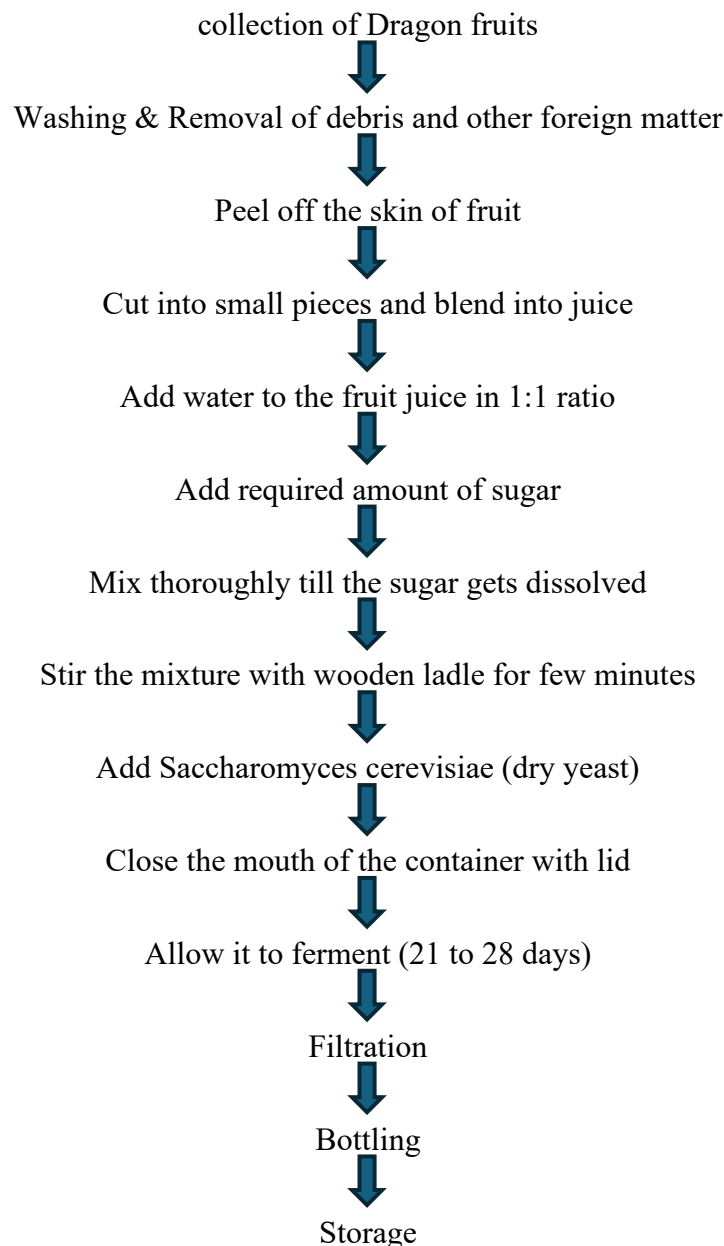 collection of Dragon fruits
Washing & Removal of debris and other foreign matter
Peel off the skin of fruit
Cut into small pieces and blend into juice
Add water to the fruit juice in 1:1 ratio
Add required amount of sugar
Mix thoroughly till the sugar gets dissolved
Stir the mixture with wooden ladle for few minutes
Add Saccharomyces cerevisiae (dry yeast)
Close the mouth of the container with lid
Allow it to ferment (21 to 28 days)
Filtration
Bottling
Storage